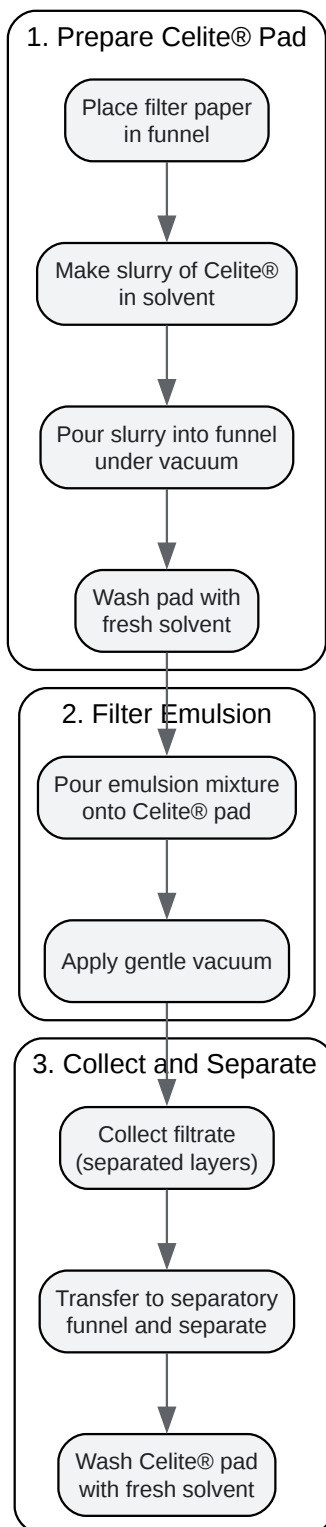 1. Prepare Celite® Pad
Place filter paper
in funnel
Make slurry of Celite®
in solvent
Pour slurry into funnel
under vacuum
Wash pad with
fresh solvent
2. Filter Emulsion
Pour emulsion mixture
onto Celite® pad
Apply gentle vacuum
3. Collect and Separate
Collect filtrate
(separated layers)
Transfer to separatory
funnel and separate
Wash Celite® pad
with fresh solvent